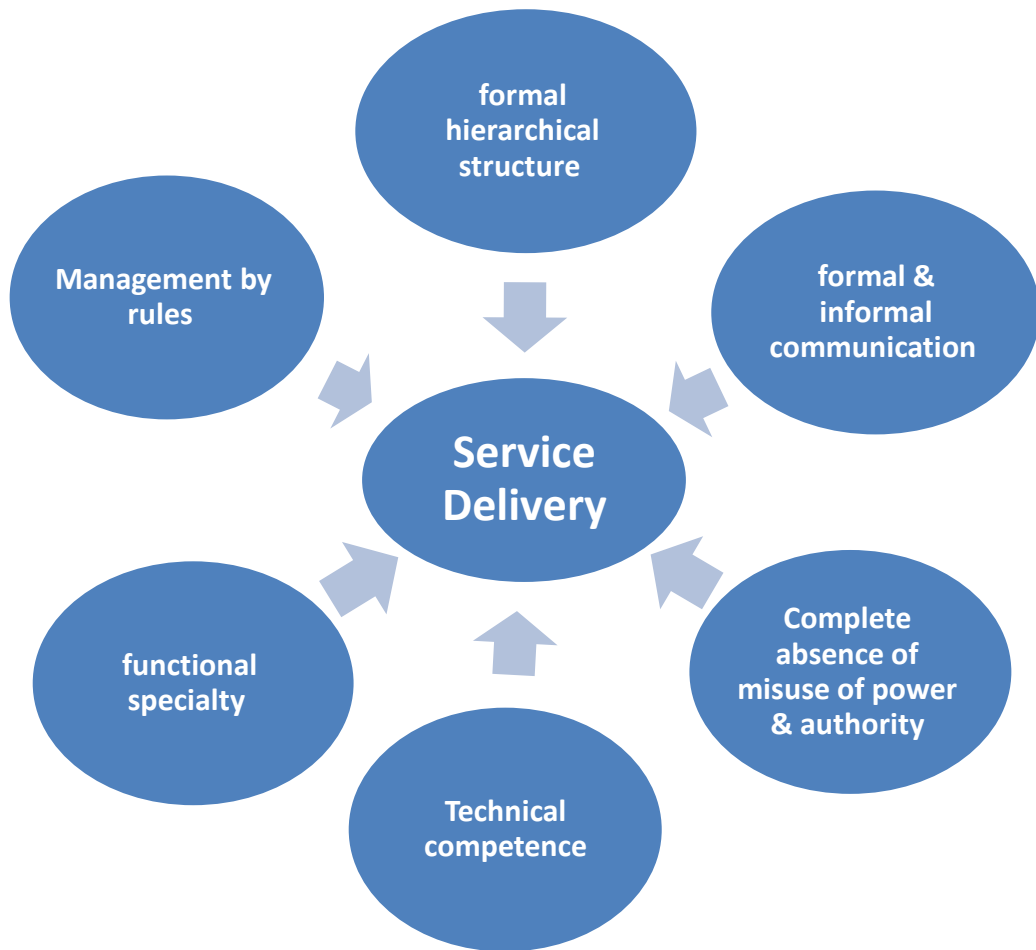 formal
hierarchical
structure
Management by
rules
formal &
informal
communication
Service
Delivery
functional
specialty
Complete
absence of
misuse of power
& authority
Technical
competence